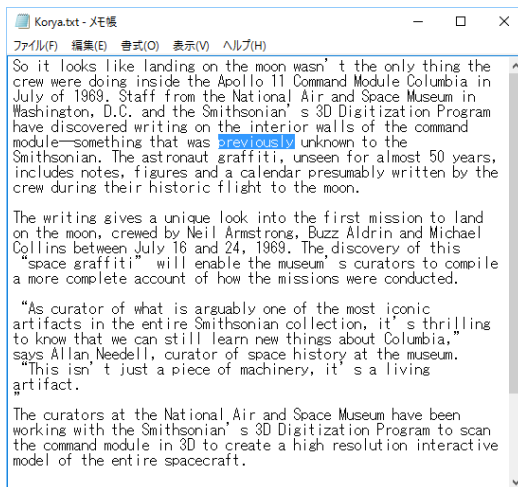 Korya.txt - メモ帳
ファイル(F) 編集(E) 書式(O) 表示(V) ヘルプ(H)
So it looks like landing on the moon wasn’t the only thing the
crew were doing inside the Apollo 11 Command Module Columbia in
July of 1969. Staff from the National Air and Space Museum in
Washington, D.C. and the Smithsonian’s 3D Digitization Program
have discovered writing on the interior walls of the command
module—something that was previously unknown to the
Smithsonian. The astronaut graffiti, unseen for almost 50 years,
includes notes, figures and a calendar presumably written by the
crew during their historic flight to the moon.
The writing gives a unique look into the first mission to land
on the moon, crewed by Neil Armstrong, Buzz Aldrin and Michael
Collins between July 16 and 24, 1969. The discovery of this
“space graffiti” will enable the museum’s curators to compile
a more complete account of how the missions were conducted.
“As curator of what is arguably one of the most iconic
artifacts in the entire Smithsonian collection, it’s thrilling
to know that we can still learn new things about Columbia,”
says Allan Needell, curator of space history at the museum.
“This isn’t just a piece of machinery, it’s a living
artifact.
”
The curators at the National Air and Space Museum have been
working with the Smithsonian’s 3D Digitization Program to scan
the command module in 3D to create a high resolution interactive
model of the entire spacecraft.